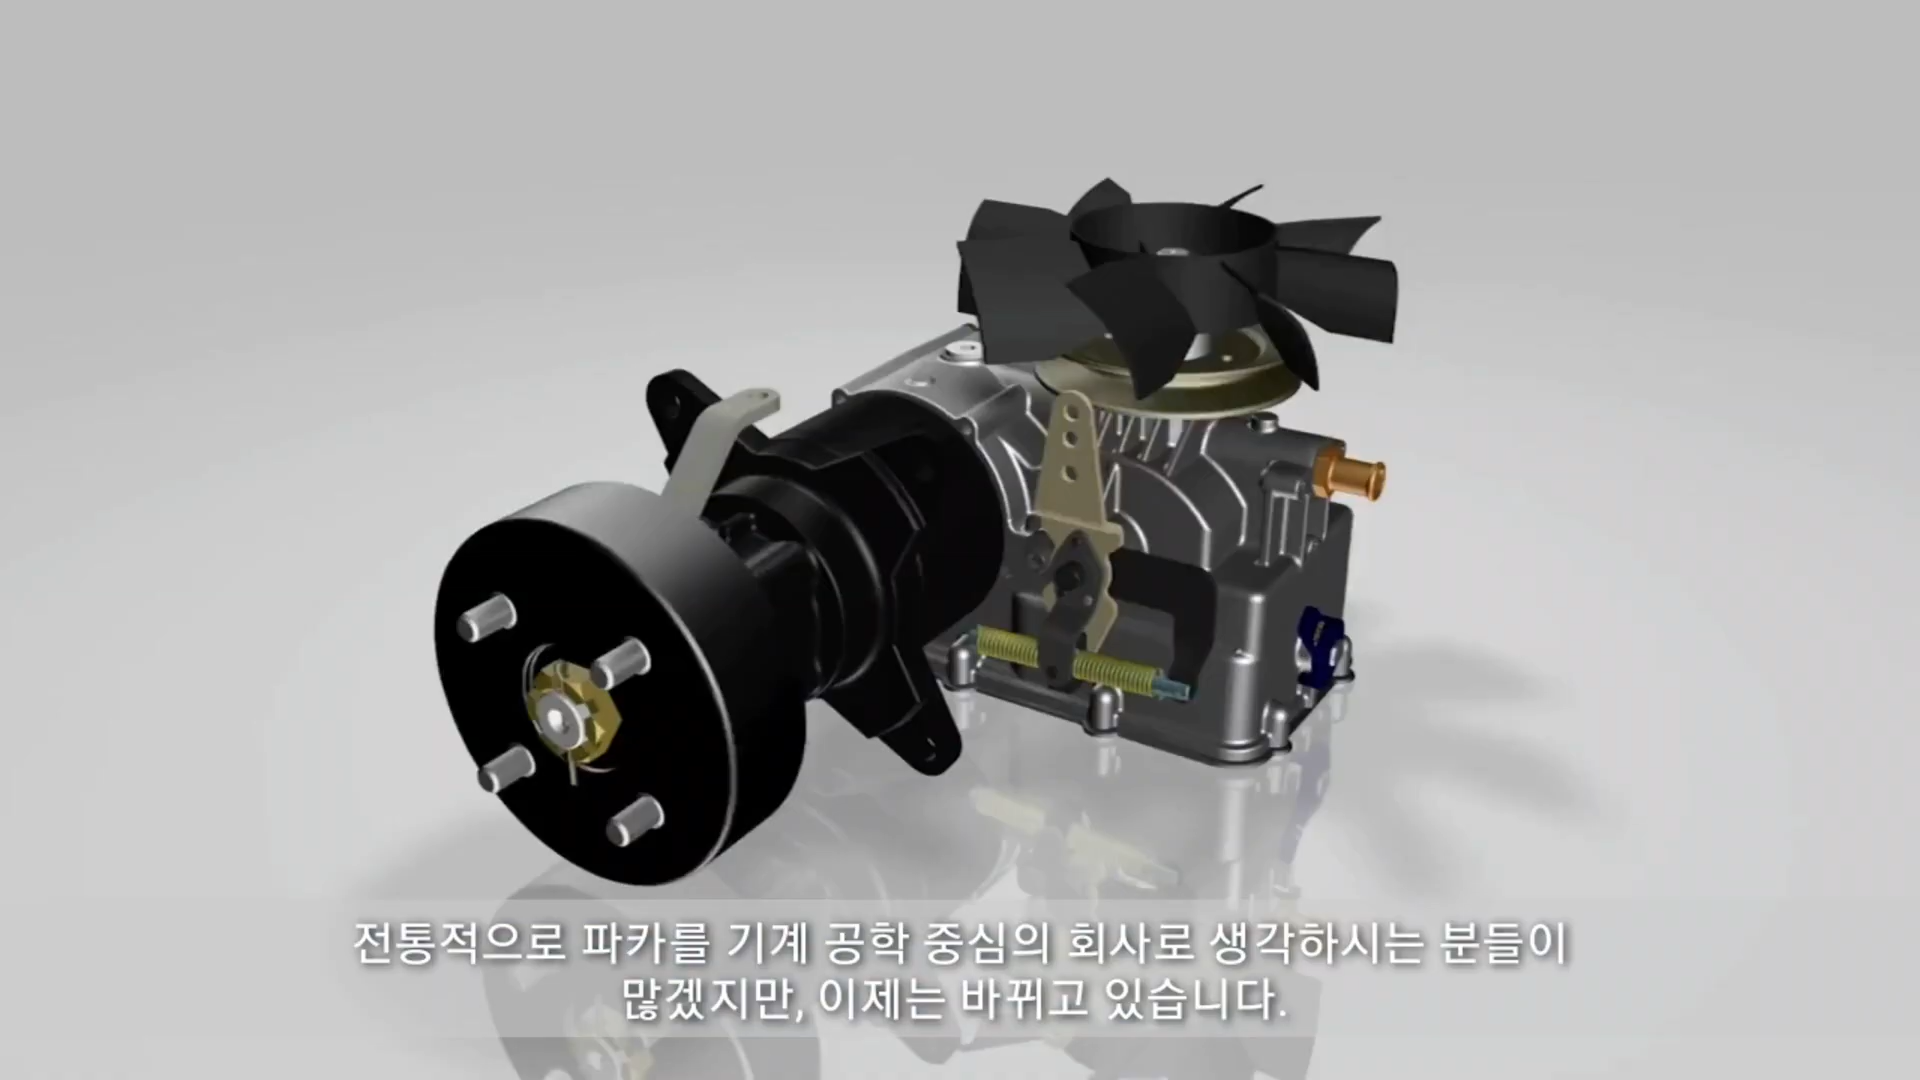 전통적으로 파카를 기계 공학 중심의 회사로 생각하시는 분들이
많겠지만, 이제는 바뀌고 있습니다.